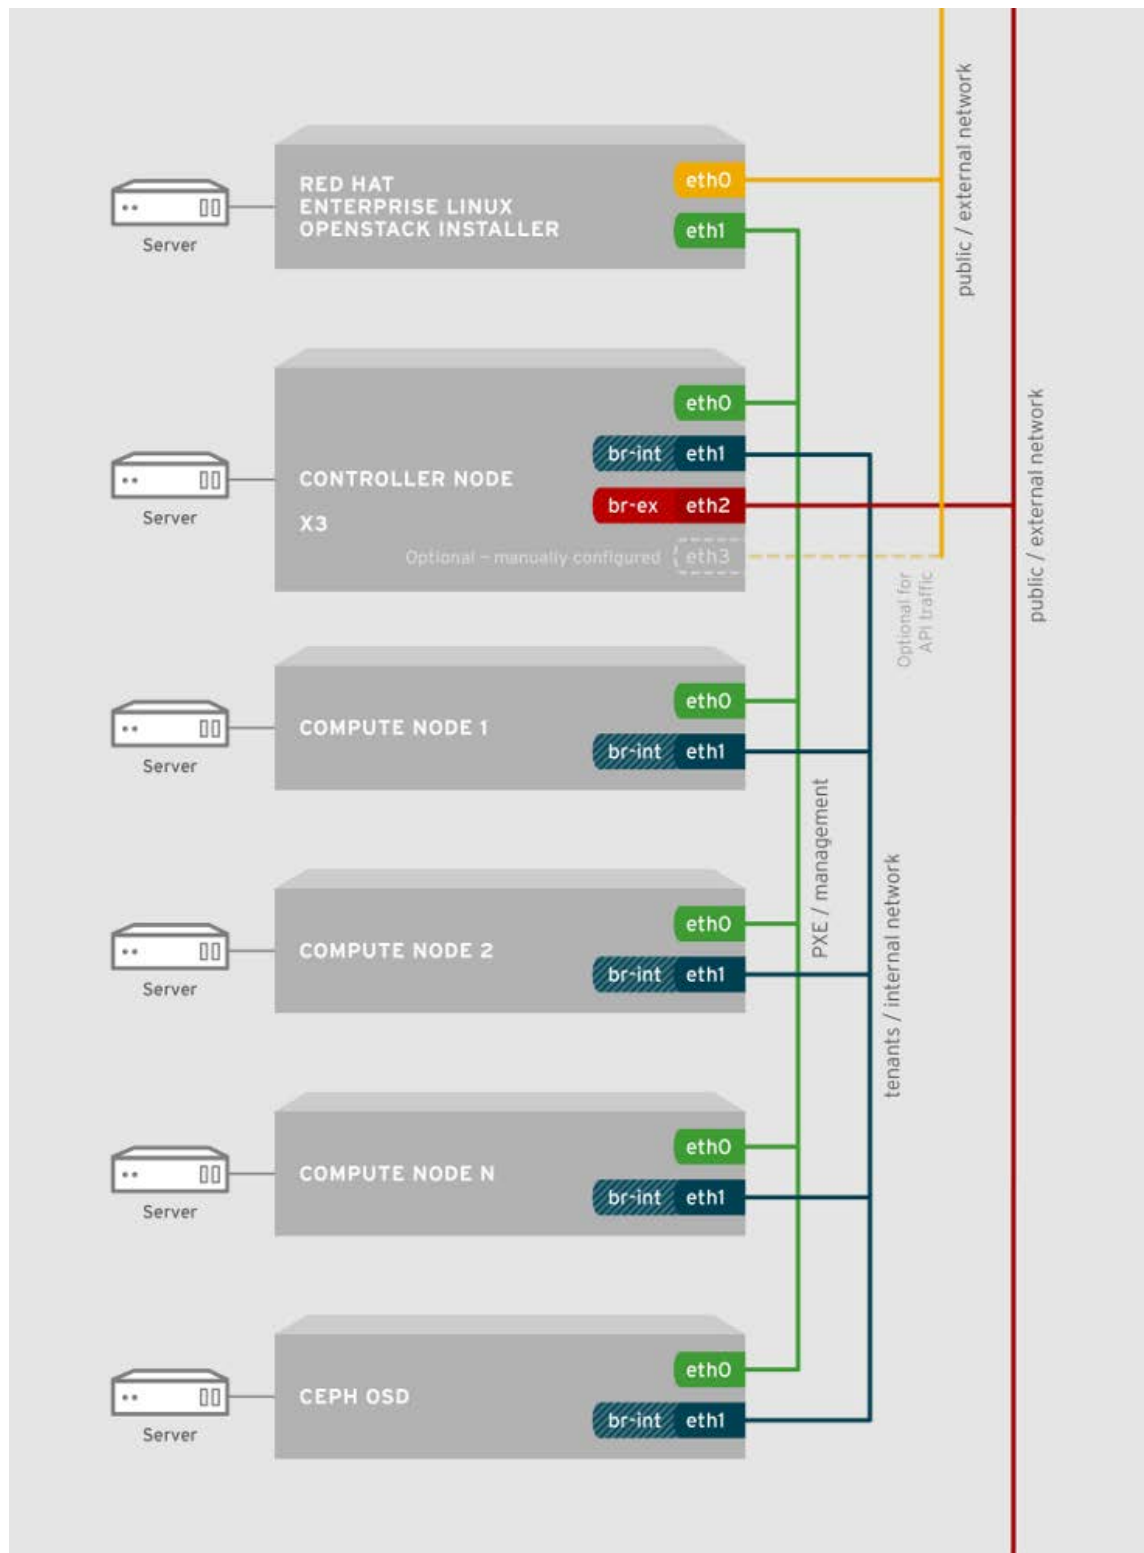 RED HAT
ENTERPRISE LINUX
OPENSTACK INSTALLER
eth0
eth1
Server
public / external network
CONTROLLER NODE
X3
eth0
br-int eth1
br-ex eth2
Optional – manually configured eth3
Server
public / external network
Optional for
API traffic
COMPUTE NODE 1
eth0
br-int eth1
Server
PXE / management
tenants / internal network
COMPUTE NODE 2
eth0
br-int eth1
Server
COMPUTE NODE N
eth0
br-int eth1
Server
CEPH OSD
eth0
br-int eth1
Server